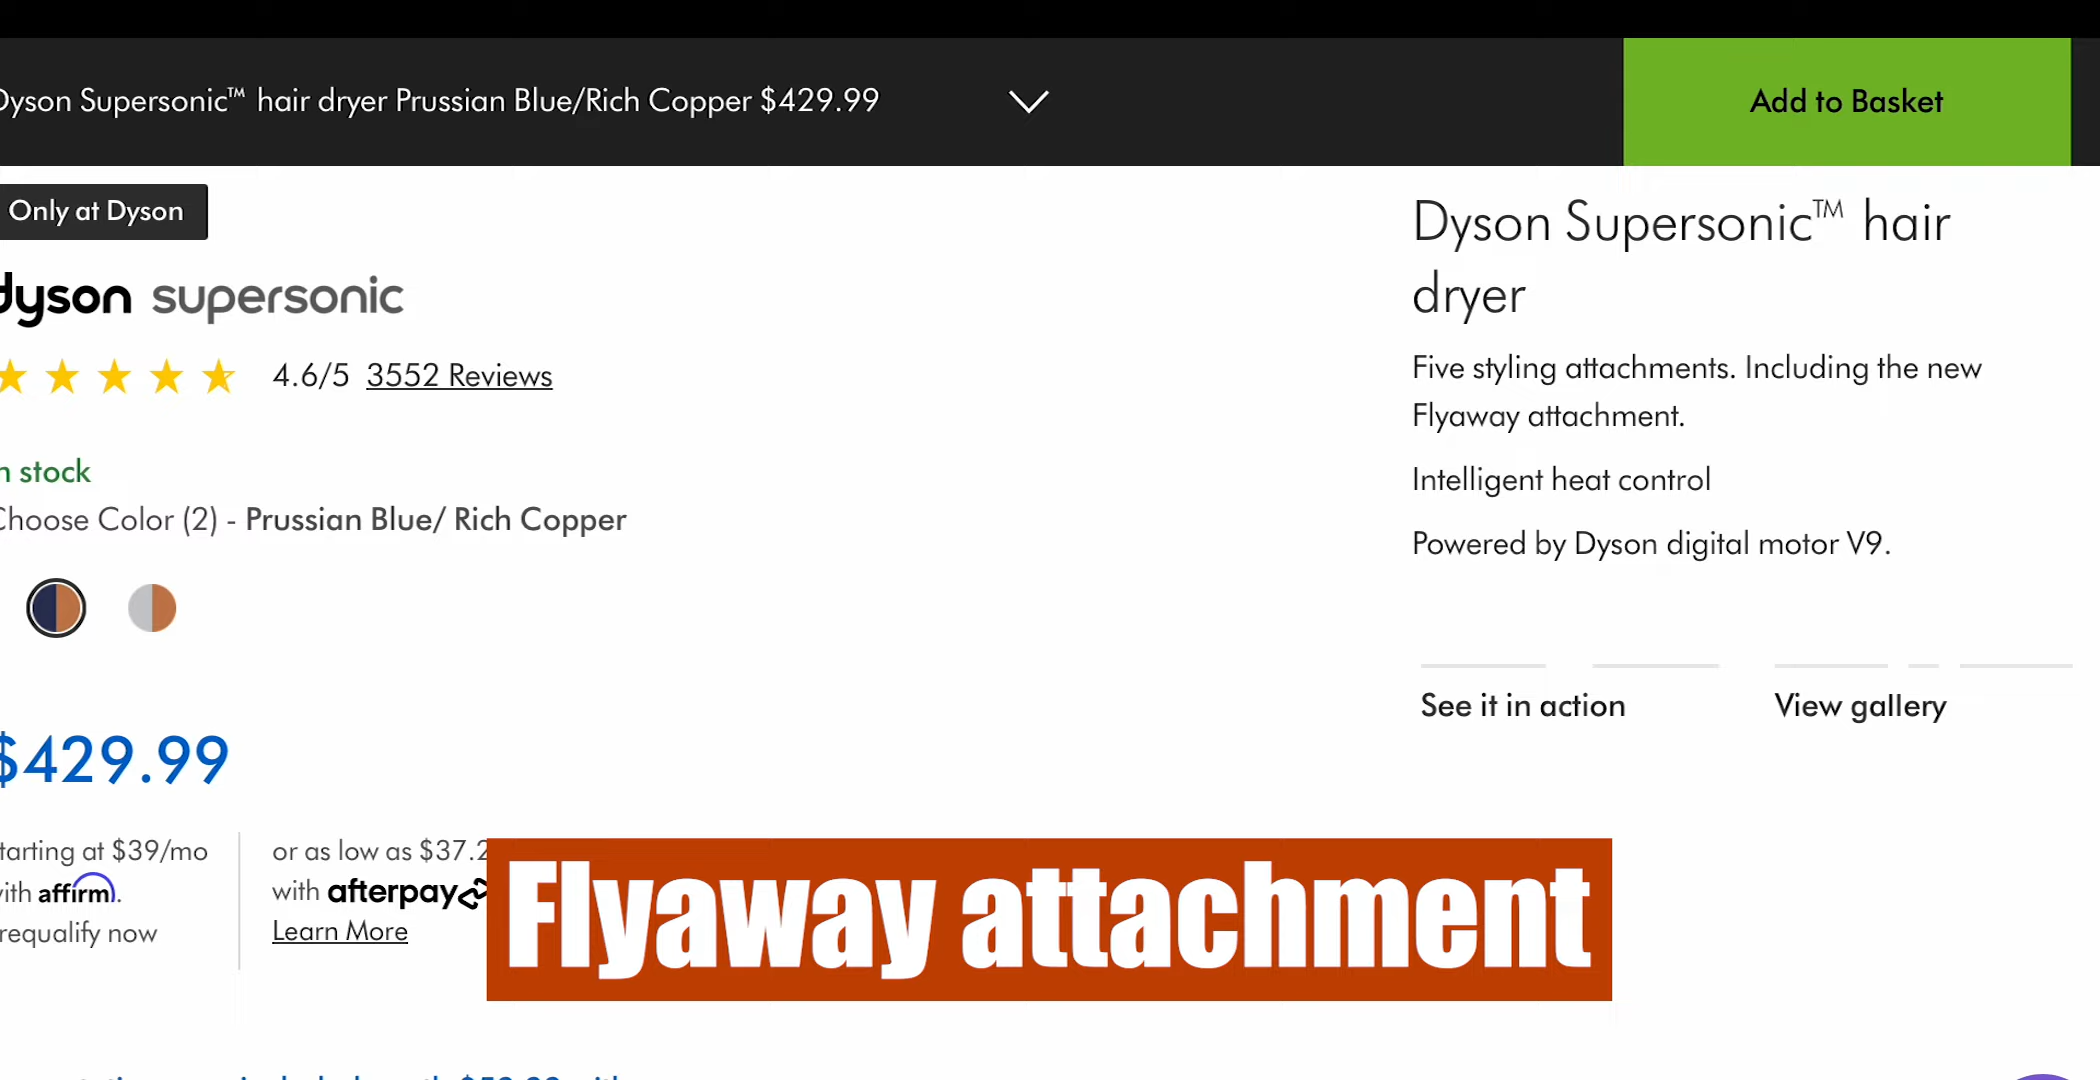 Dyson Supersonic™ hair dryer Prussian Blue/Rich Copper $429.99
Add to Basket
Only at Dyson
dyson supersonic
4.6/5 3552 Reviews
stock
Choose Color (2) - Prussian Blue/ Rich Copper
$429.99
starting at $39/mo
with affirm.
requalify now
or as low as $37.2
with afterpay
Learn More
Dyson Supersonic™ hair
dryer
Five styling attachments. Including the new
Flyaway attachment.
Intelligent heat control
Powered by Dyson digital motor V9.
See it in action
View gallery
Flyaway attachment